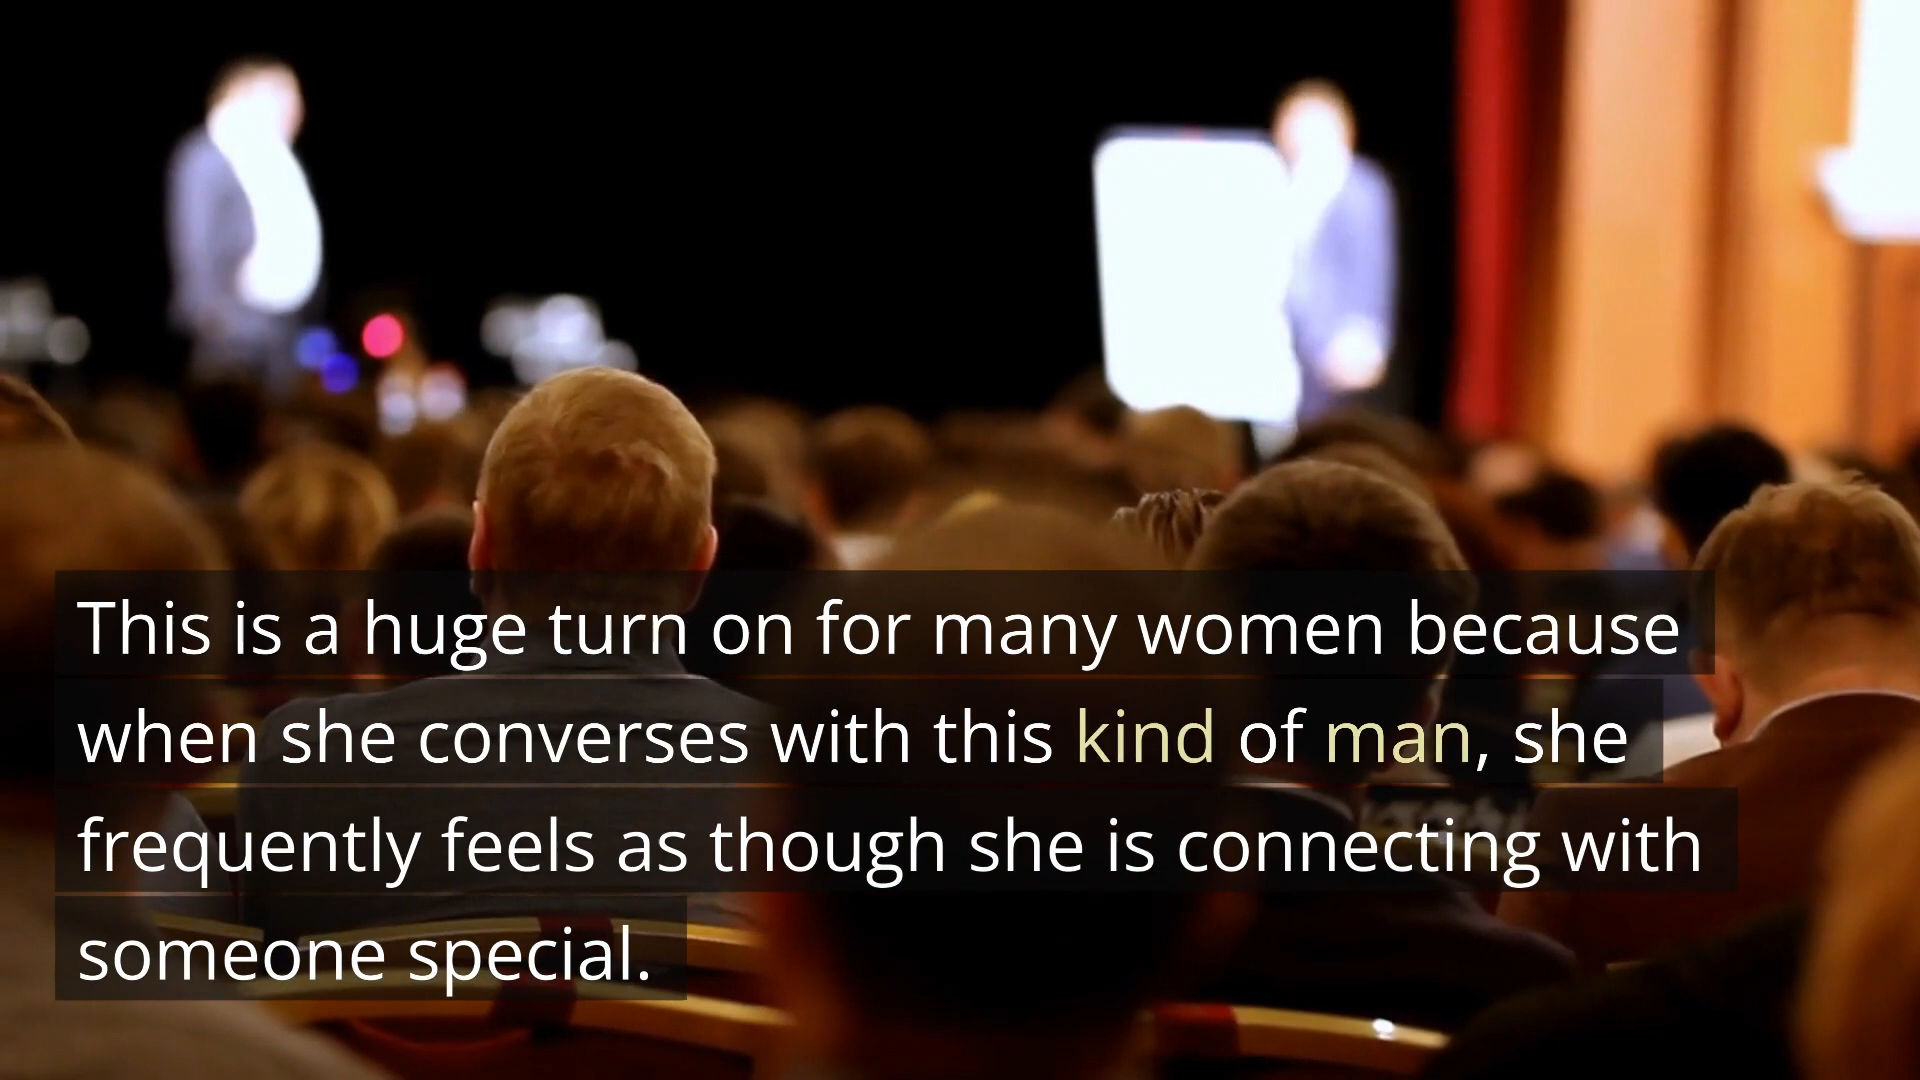 This is a huge turn on for many women because
when she converses with this kind of man, she
frequently feels as though she is connecting with
someone special.